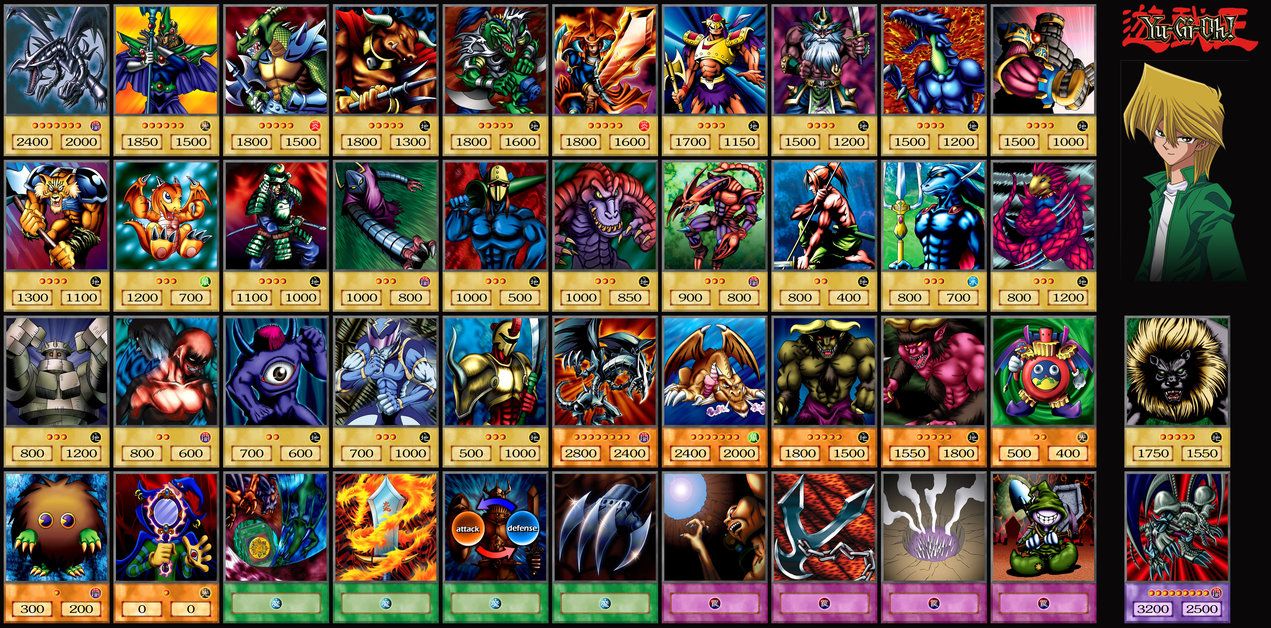 遊戯王
Yu-Gi-Oh!
2400 2000 1850 1500 1800 1500 1800 1300 1800 1600 1800 1600 1700 1150 1500 1200 1500 1200 1500 1000
1300 1100 1200 700 1100 1000 1000 800 1000 500 1000 850 900 800 800 400 800 700 800 1200
800 1200 800 600 700 600 700 1000 500 1000 2800 2400 2400 2000 1800 1500 1550 1800 500 400 1750 1550
attack defense
300 200 0 0 3200 2500